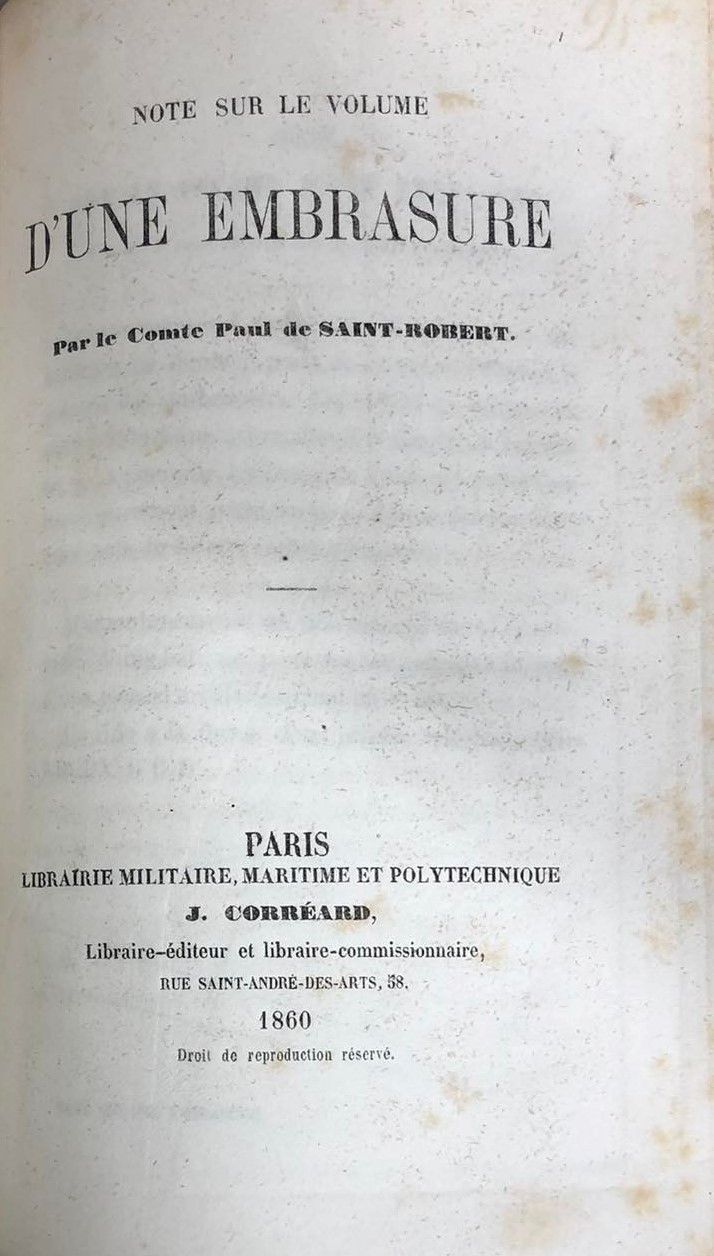 NOTE SUR LE VOLUME
D'UNE EMBRASURE
Par le Comte Paul de SAINT-ROBERT.
PARIS
LIBRAIRIE MILITAIRE, MARITIME ET POLYTECHNIQUE
J. CORRÉARD,
Libraire-éditeur et libraire-commissionnaire,
RUE SAINT-ANDRÉ-DES-ARTS, 58.
1860
Droit de reproduction réservé.